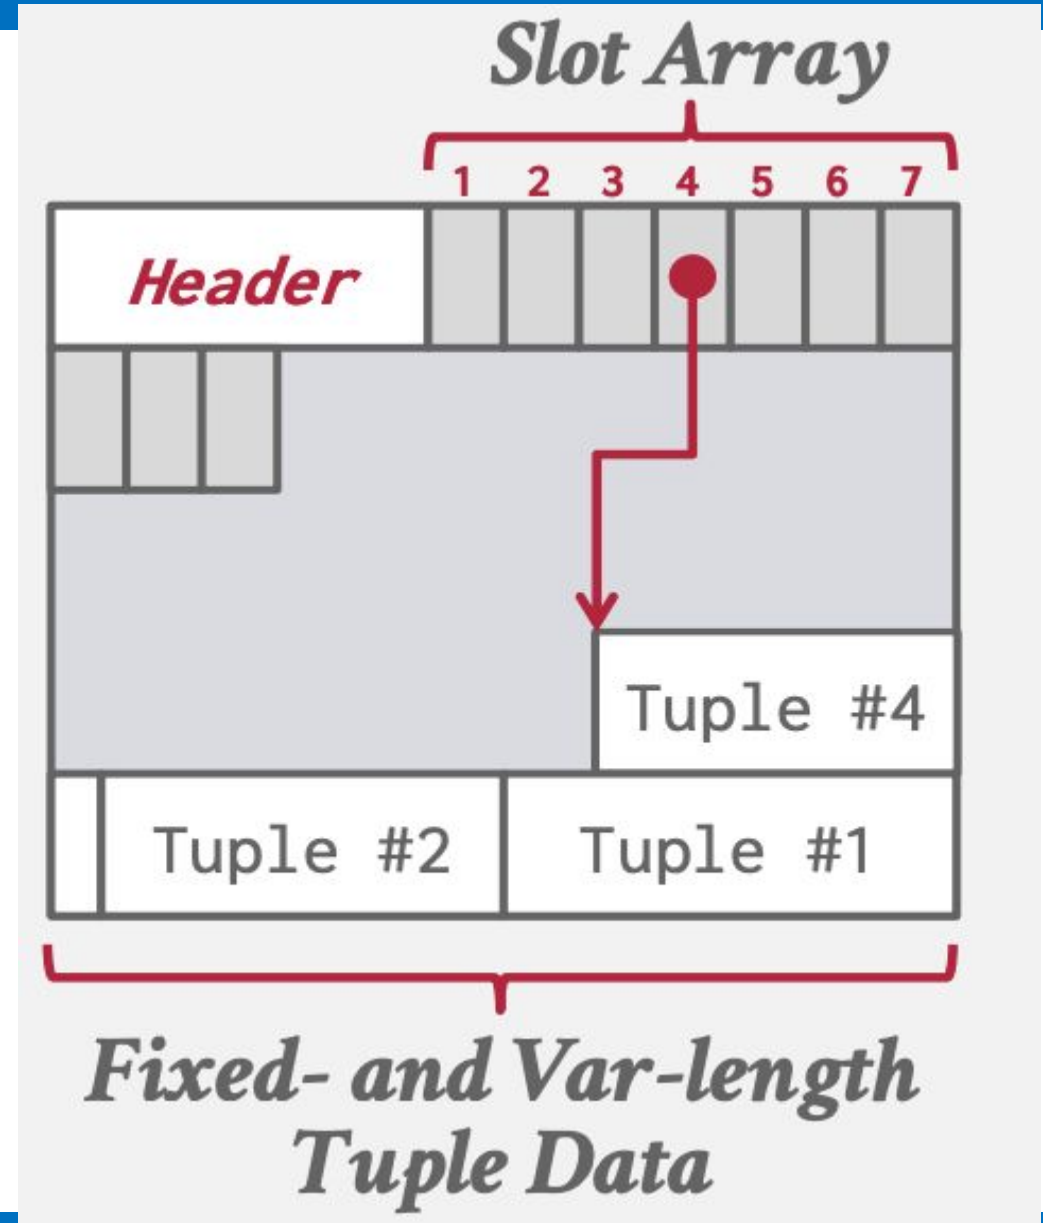 Slot Array
1 2 3 4 5 6 7
Header
Tuple #4
Tuple #2 Tuple #1
Fixed- and Var-length
Tuple Data